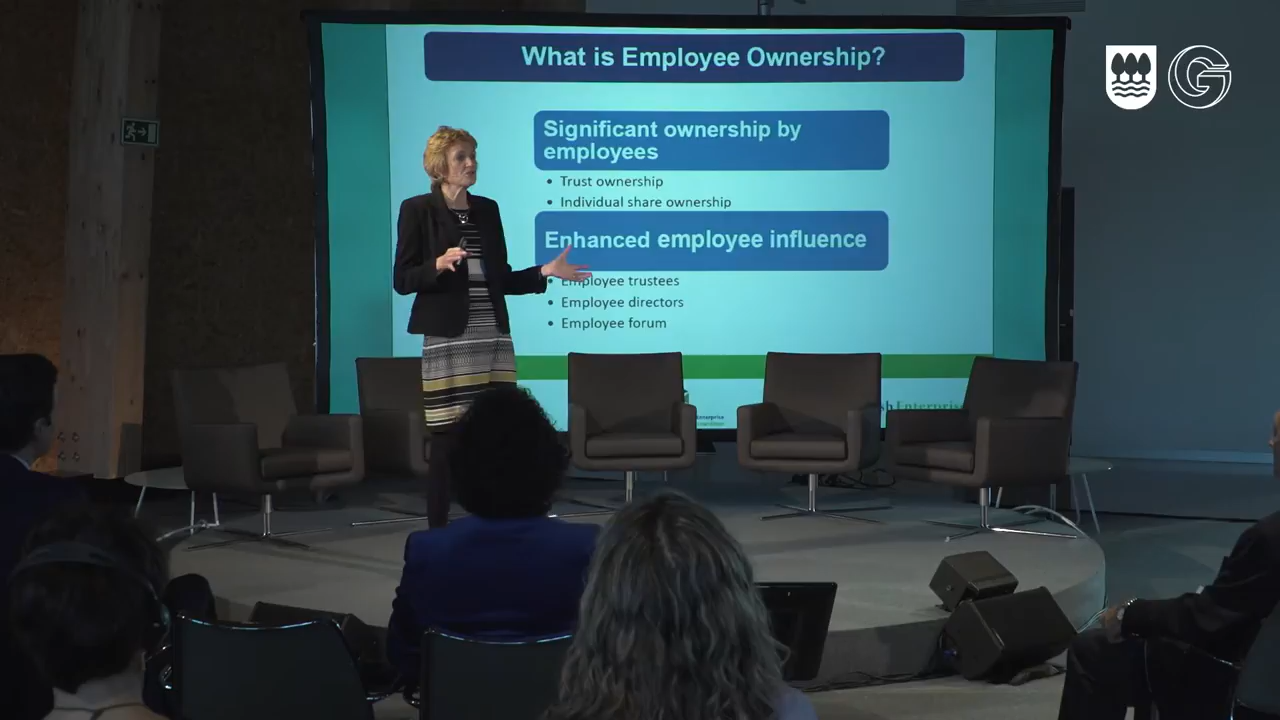 What is Employee Ownership?
Significant ownership by
employees
• Trust ownership
• Individual share ownership
Enhanced employee influence
• Employee trustees
• Employee directors
• Employee forum
G